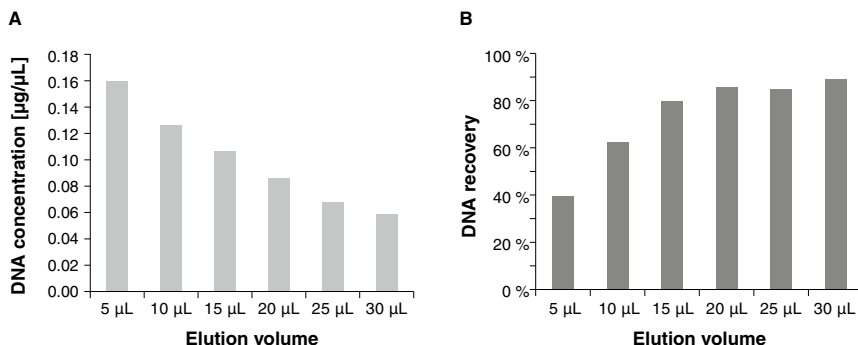 A
DNA concentration [µg/µL]
0.18
0.16
0.14
0.12
0.10
0.08
0.06
0.04
0.02
0.00
5 µL 10 µL 15 µL 20 µL 25 µL 30 µL
Elution volume
B
DNA recovery
100 %
80 %
60 %
40 %
20 %
0 %
5 µL 10 µL 15 µL 20 µL 25 µL 30 µL
Elution volume